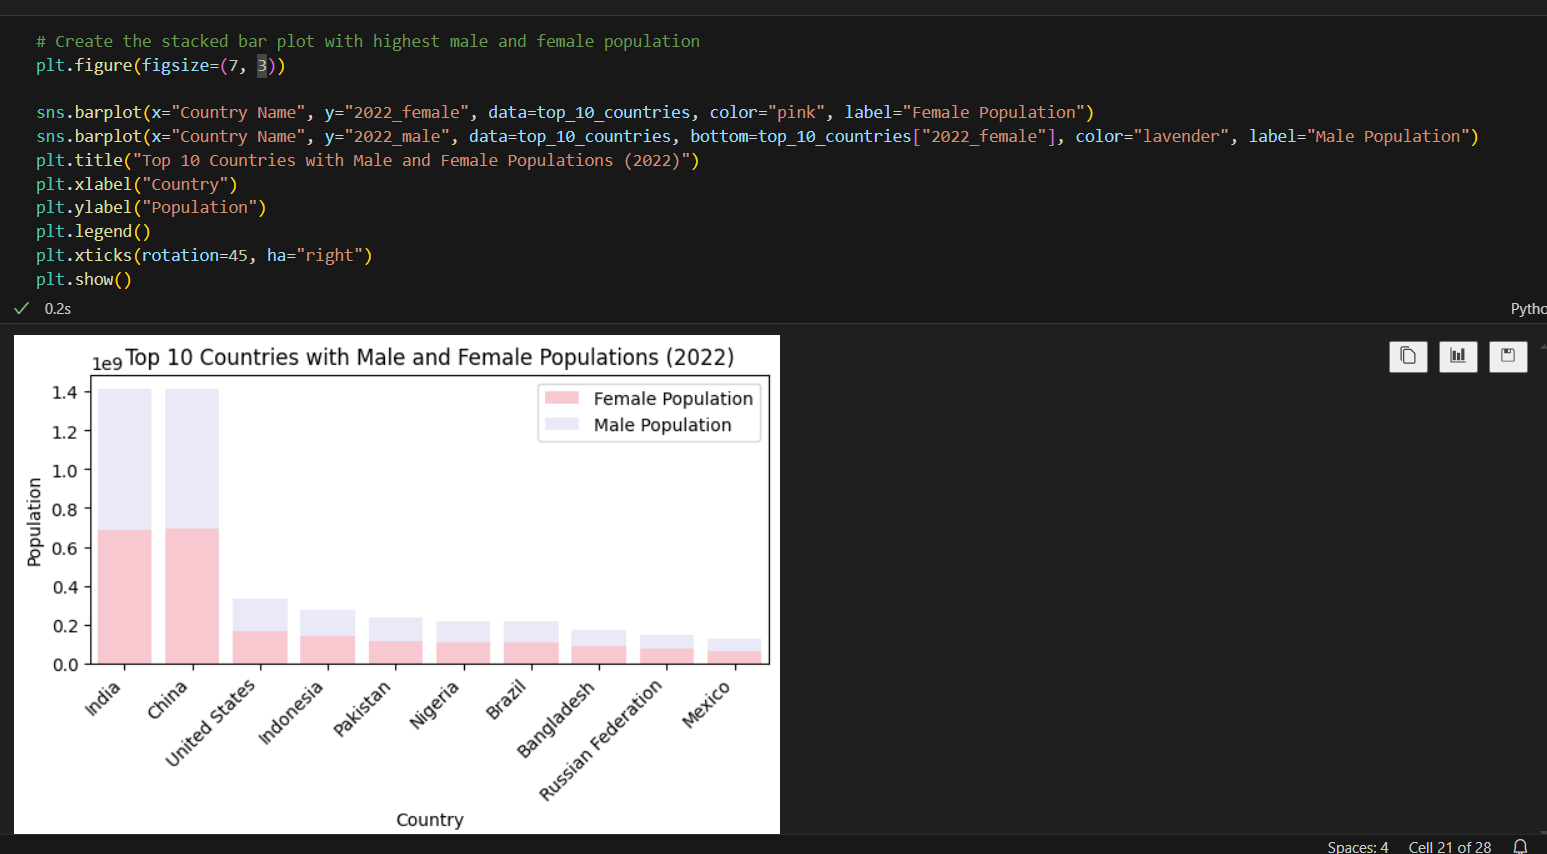 # Create the stacked bar plot with highest male and female population
plt.figure(figsize=(7, 3))
sns.barplot(x="Country Name", y="2022_female", data=top_10_countries, color="pink", label="Female Population")
sns.barplot(x="Country Name", y="2022_male", data=top_10_countries, bottom=top_10_countries["2022_female"], color="lavender", label="Male Population")
plt.title("Top 10 Countries with Male and Female Populations (2022)")
plt.xlabel("Country")
plt.ylabel("Population")
plt.legend()
plt.xticks(rotation=45, ha="right")
plt.show()
0.2s
Pytho
1e9
Top 10 Countries with Male and Female Populations (2022)
Female Population
Male Population
1.4
1.2
1.0
0.8
0.6
0.4
0.2
0.0
Population
India
China
United States
Indonesia
Pakistan
Nigeria
Brazil
Bangladesh
Russian Federation
Mexico
Country
Spaces: 4
Cell 21 of 28